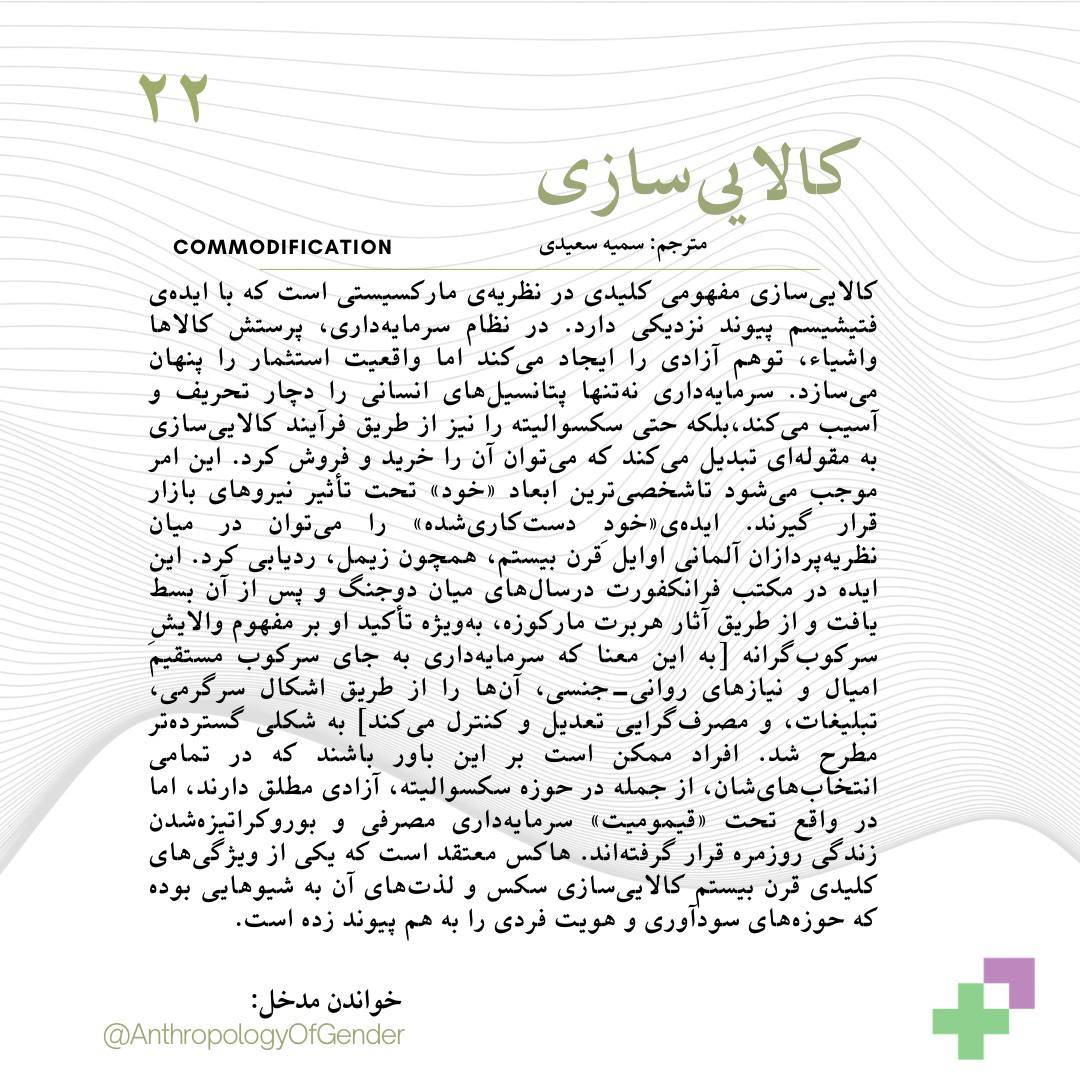 ۲۲
کالایی‌سازی
مترجم: سمیه سعیدی
COMMODIFICATION
کالایی‌سازی مفهومی کلیدی در نظریه‌ی مارکسیستی است که با ایده‌ی
فتیشیسم پیوند نزدیکی دارد. در نظام سرمایه‌داری، پرستش کالاها
واشیاء، توهم آزادی را ایجاد می‌کند اما واقعیت استثمار را پنهان
می‌سازد. سرمایه‌داری نه‌تنها پتانسیل‌های انسانی را دچار تحریف و
آسیب می‌کند،بلکه حتی سکسوالیته را نیز از طریق فرآیند کالایی‌سازی
به مقوله‌ای تبدیل می‌کند که می‌توان آن را خرید و فروش کرد. این امر
موجب می‌شود تاشخصی‌ترین ابعاد «خود» تحت تأثیر نیروهای بازار
قرار گیرند. ایده‌ی«خودِ دست‌کاری‌شده» را می‌توان در میان
نظریه‌پردازان آلمانی اوایل قرن بیستم، همچون زیمل، ردیابی کرد. این
ایده در مکتب فرانکفورت درسال‌های میان دوجنگ و پس از آن بسط
یافت و از طریق آثار هربرت مارکوزه، به‌ویژه تأکید او بر مفهوم والایشِ
سرکوب‌گرانه [به این معنا که سرمایه‌داری به جای سرکوب مستقیمِ
امیال و نیازهای روانی-جنسی، آن‌ها را از طریق اشکال سرگرمی،
تبلیغات، و مصرف‌گرایی تعدیل و کنترل می‌کند] به شکلی گسترده‌تر
مطرح شد. افراد ممکن است بر این باور باشند که در تمامی
انتخاب‌های‌شان، از جمله در حوزه سکسوالیته، آزادی مطلق دارند، اما
در واقع تحت «قیمومیت» سرمایه‌داری مصرفی و بوروکراتیزه‌شدن
زندگی روزمره قرار گرفته‌اند. هاکس معتقد است که یکی از ویژگی‌های
کلیدی قرن بیستم کالایی‌سازی سکس و لذت‌های آن به شیوهایی بوده
که حوزه‌های سودآوری و هویت فردی را به هم پیوند زده است.
خواندن مدخل:
@AnthropologyOfGender